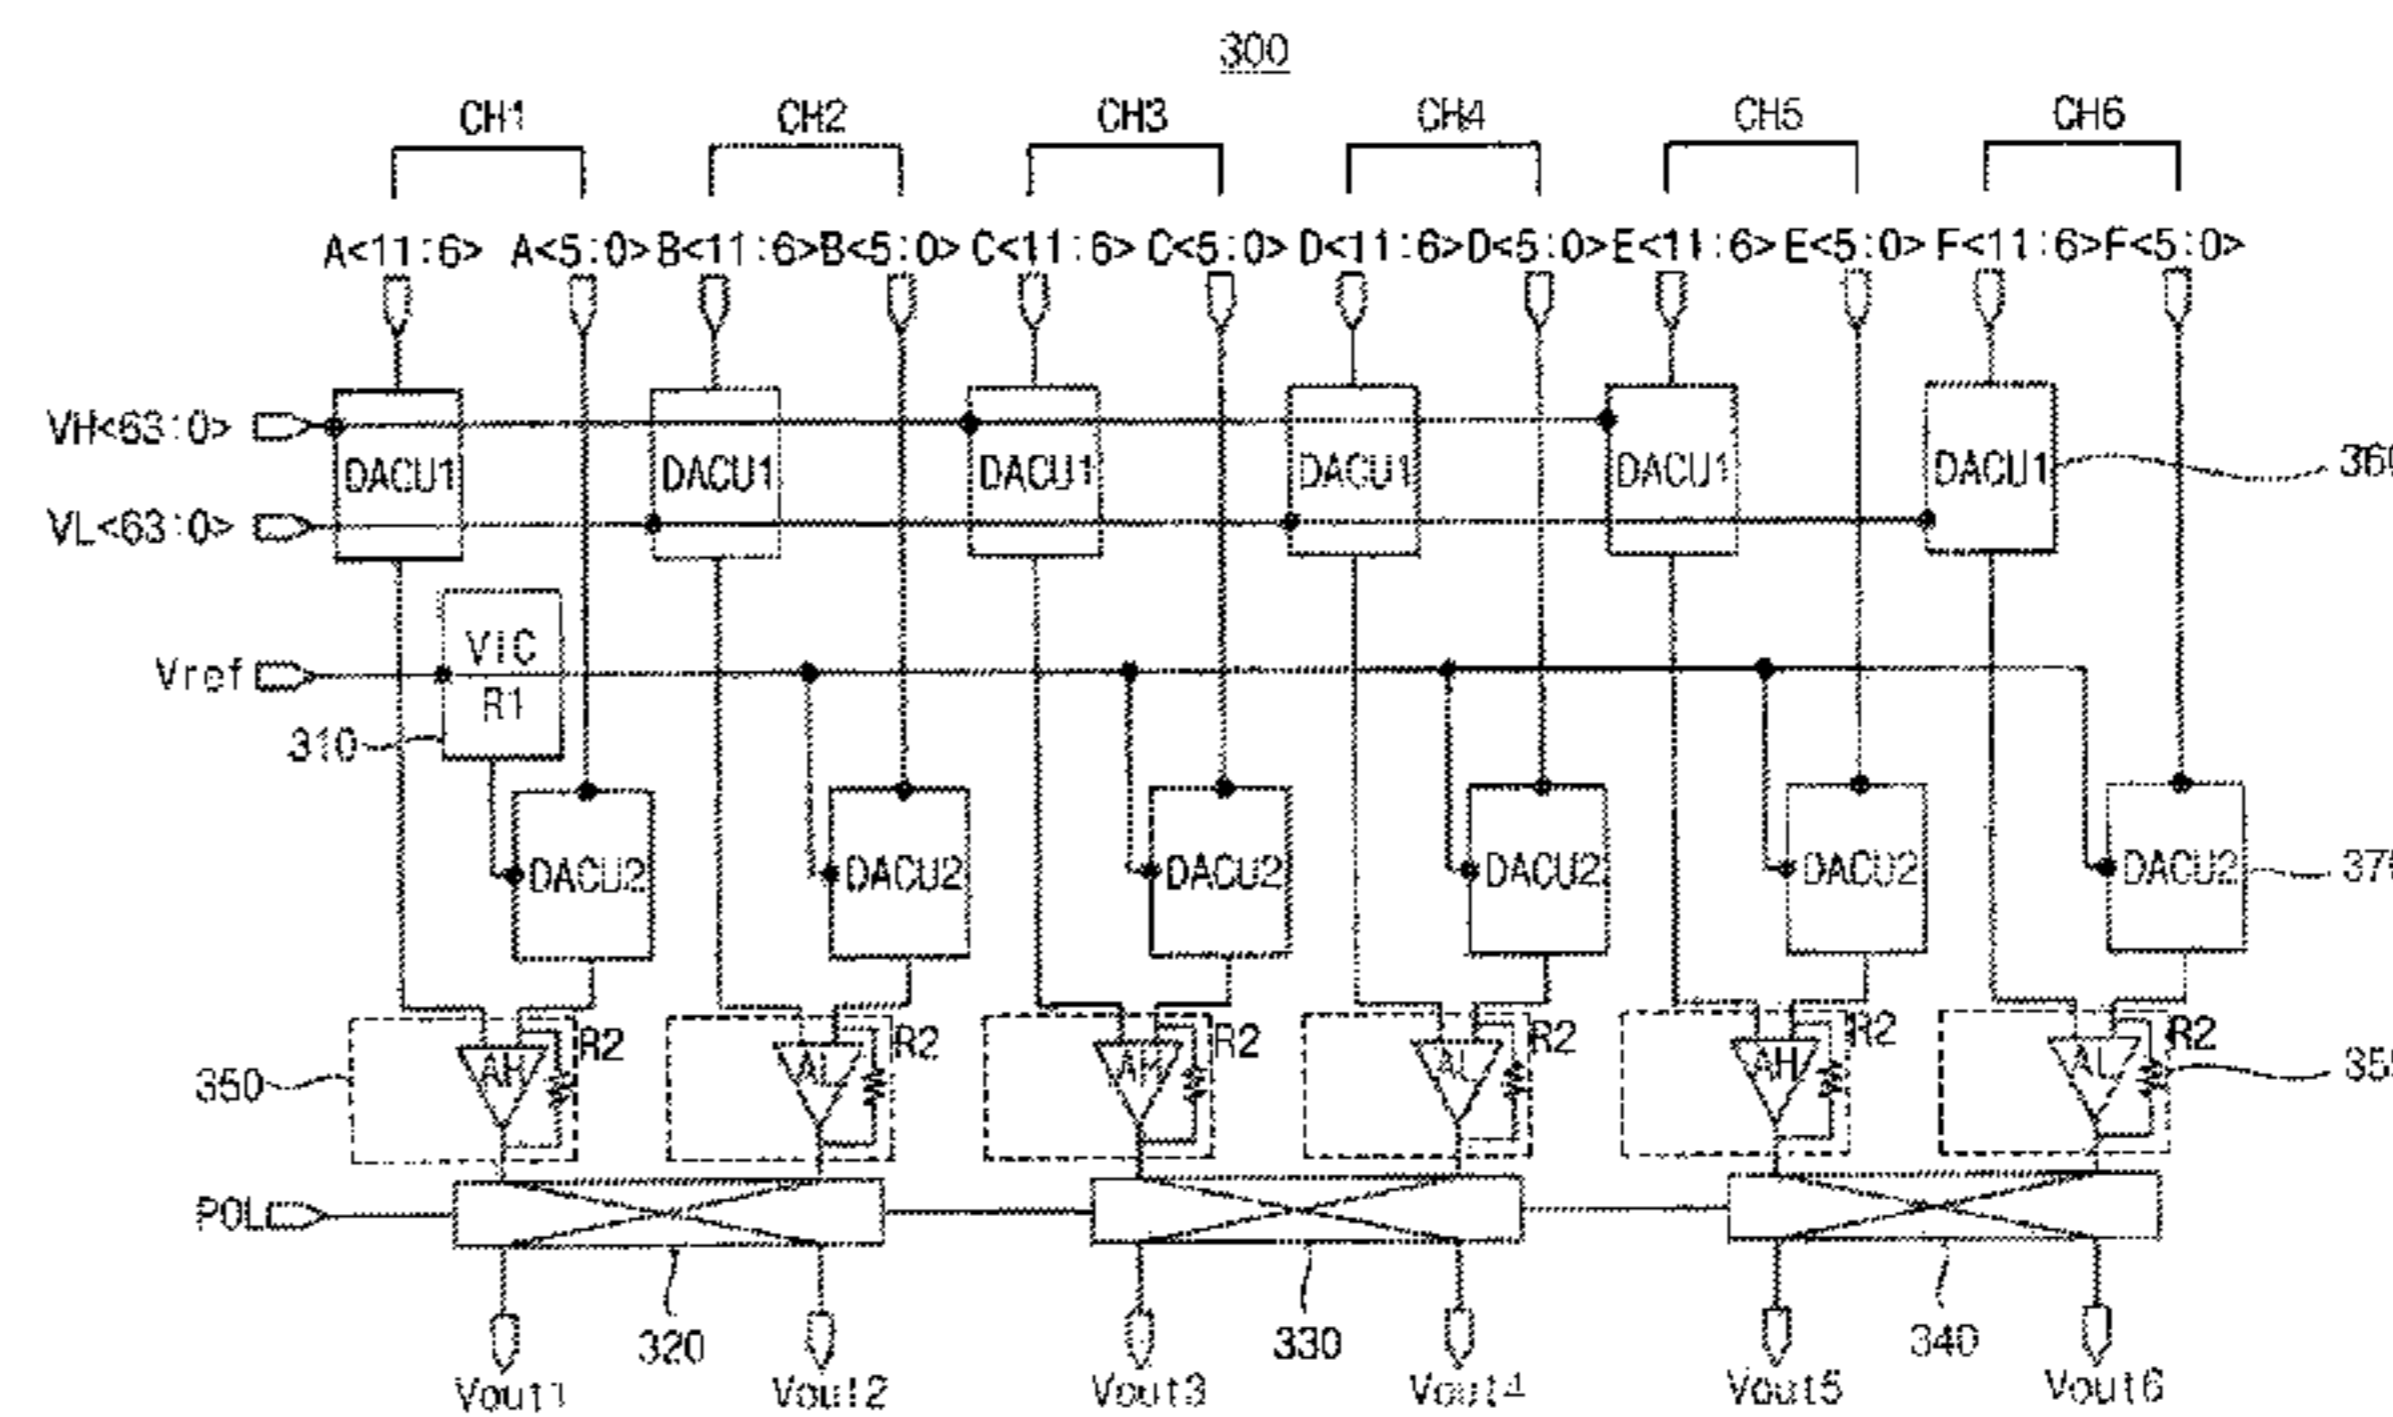 300
CH1 CH2 CH3 CH4 CH5 CH6
A<11:6> A<5:0> B<11:6> B<5:0> C<11:6> C<5:0> D<11:6> D<5:0> E<11:6> E<5:0> F<11:6> F<5:0>
VH<63:0>
DACU1 DACU1 DACU1 DACU1 DACU1 DACU1 360
VL<63:0>
VIC
Vref
R1
310
DACU2 DACU2 DACU2 DACU2 DACU2 DACU2
R2 R2 R2 R2 R2 R2
350 AH AL AH AL AH AL
POL
320 330 340
Vout1 Vout2 Vout3 Vout4 Vout5 Vout6